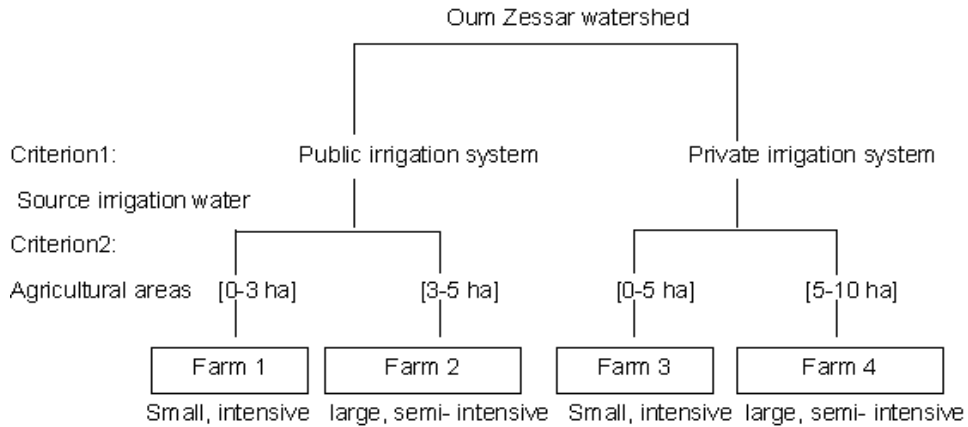 Oum Zessar watershed
Criterion1: Public irrigation system Private irrigation system
Source irrigation water
Criterion2:
Agricultural areas [0-3 ha] [3-5 ha] [0-5 ha] [5-10 ha]
Farm 1 Farm 2 Farm 3 Farm 4
Small, intensive large, semi- intensive Small, intensive large, semi- intensive